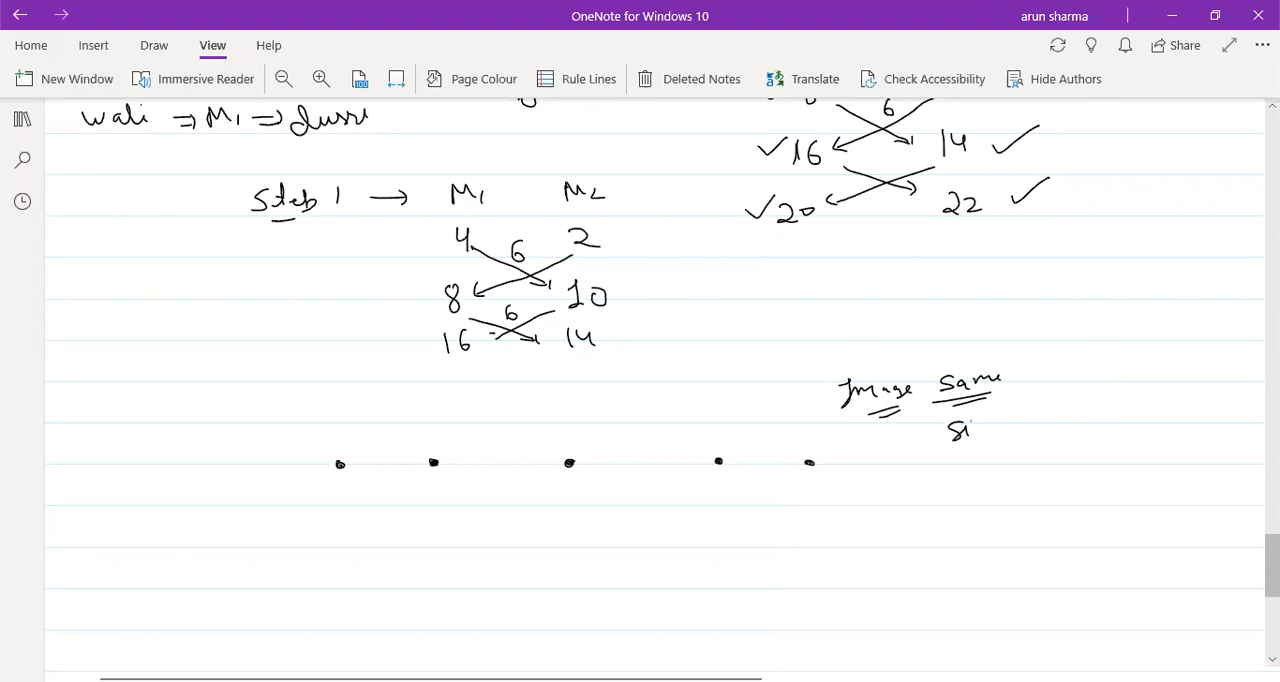 OneNote for Windows 10
arun sharma
Home Insert Draw View Help
Share
New Window Immersive Reader Page Colour Rule Lines Deleted Notes Translate Check Accessibility Hide Authors
wali ⇒ M1 ⇒
6
✓16 14 ✓
✓20 22 ✓
Steb 1 → M1 M2
4 2
6
8 10
6
16 14
Image Same
Si